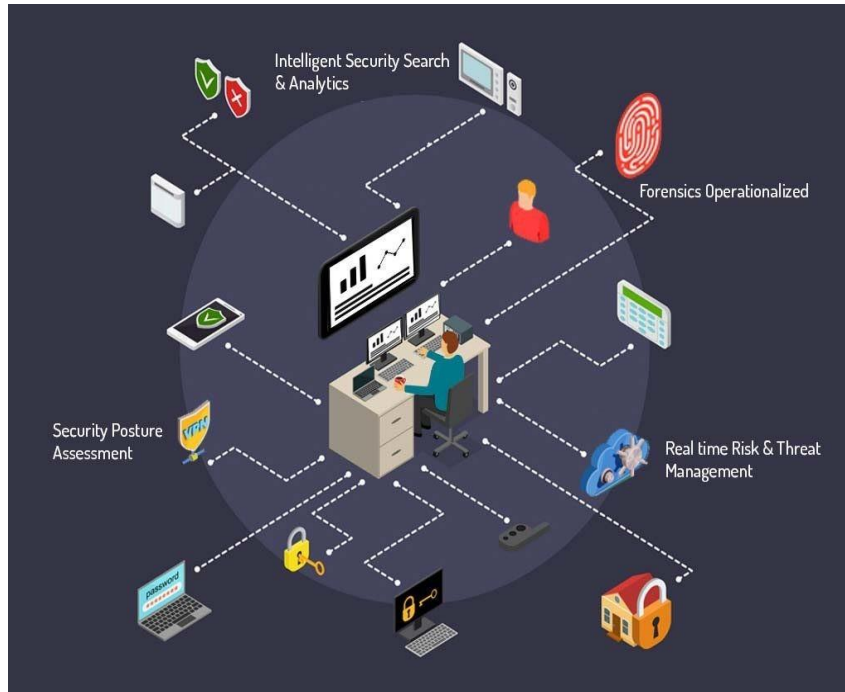 Intelligent Security Search
& Analytics
Forensics Operationalized
VPN
Security Posture
Assessment
Real time Risk & Threat
Management
password
********